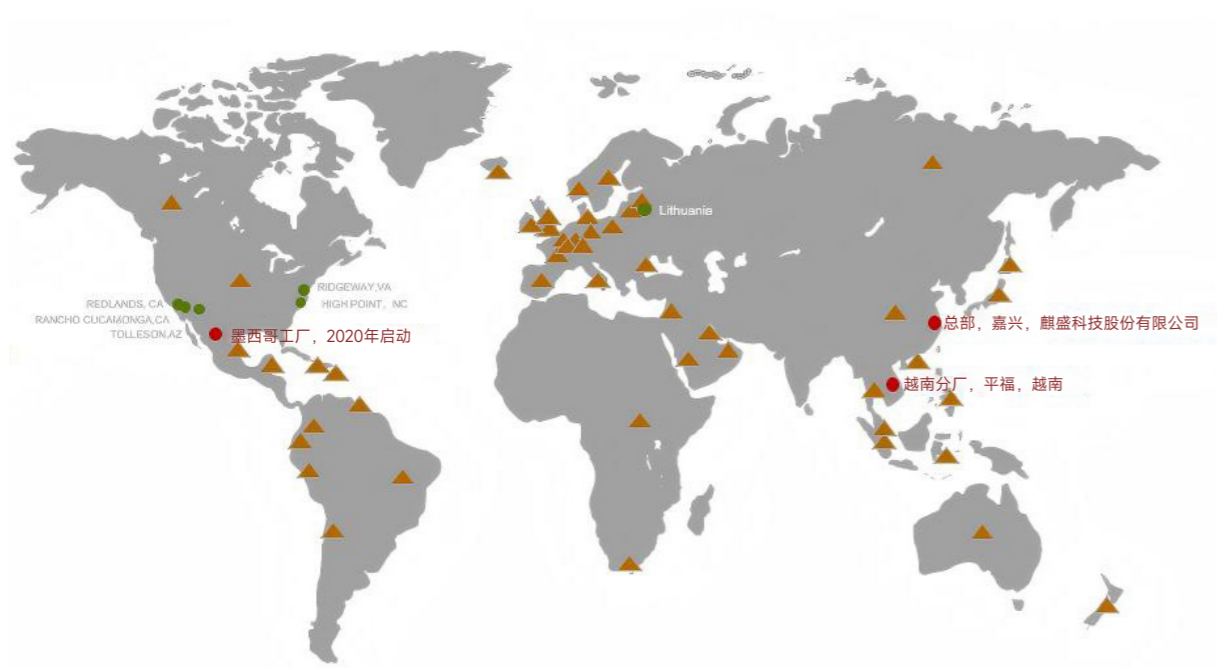 Lithuania
RIDGEWAY,VA
REDLANDS, CA
HIGH POINT, NC
RANCHO CUCAMONGA,CA
TOLLESON,AZ
墨西哥工厂，2020年启动
总部，嘉兴，麒盛科技股份有限公司
越南分厂，平福，越南